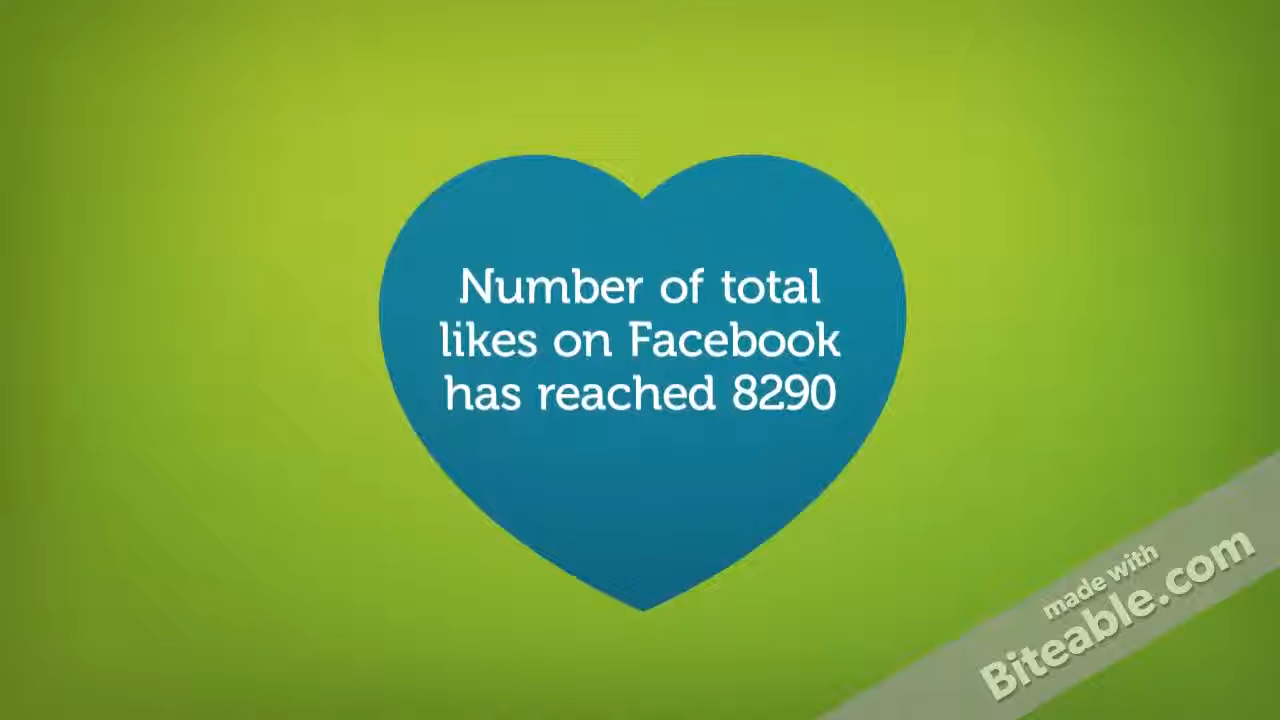 Number of total
likes on Facebook
has reached 8290
made with
Biteable.com